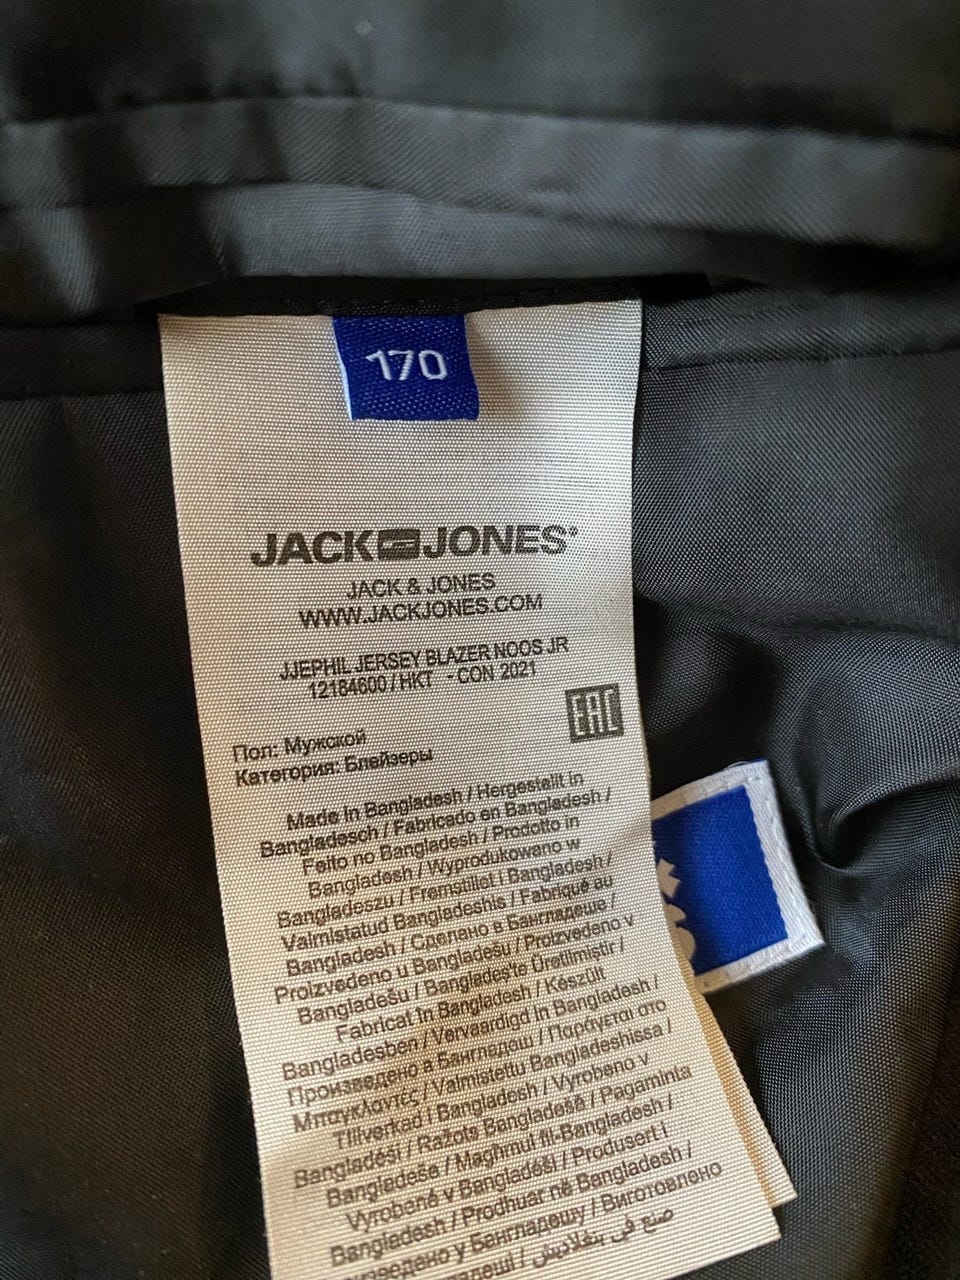 170
JACK JONES®
JACK & JONES
WWW.JACKJONES.COM
JJEPHIL JERSEY BLAZER NOOS JR
12184600 / HKT - CON 2021
EAC
Пол: Мужской
Категория: Блейзеры
Made in Bangladesh / Hergestellt in
Bangladesch / Fabricado en Bangladesh /
Feito no Bangladesh / Prodotto in
Bangladesh / Wyprodukowano w
Bangladeszu / Fremstillet i Bangladesh /
Valmistatud Bangladeshis / Fabriqué au
Bangladesh / Сделано в Бангладеше /
Proizvedeno u Bangladešu / Proizvedeno v
Bangladešu / Bangladeş'te Üretilmiştir /
Fabricat în Bangladesh / Készült
Bangladesben / Vervaardigd in Bangladesh /
Произведено в Бангладеш / Παράγεται στο
Μπαγκλαντές / Valmistettu Bangladeshissa /
Tillverkad i Bangladesh / Vyrobeno v
Bangladéši / Ražots Bangladešā / Pagaminta
Bangladeše / Maghmul fil-Bangladesh /
Vyrobené v Bangladéši / Produsert i
Bangladesh / Prodhuar në Bangladesh /
у Бангладешу / Виготовлено
صنع في بنغلاديش /